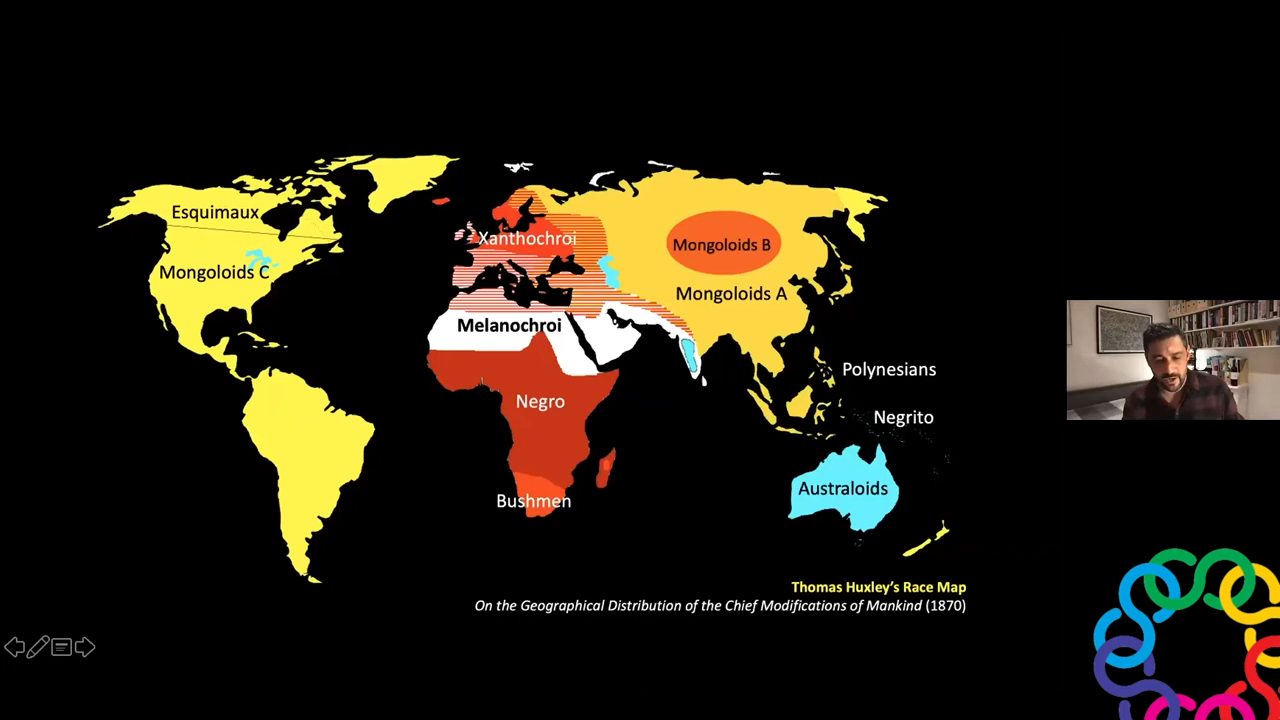 Esquimaux
Mongoloids C
Xanthochroi
Mongoloids B
Mongoloids A
Melanochroi
Polynesians
Negro
Negrito
Australoids
Bushmen
Thomas Huxley's Race Map
On the Geographical Distribution of the Chief Modifications of Mankind (1870)